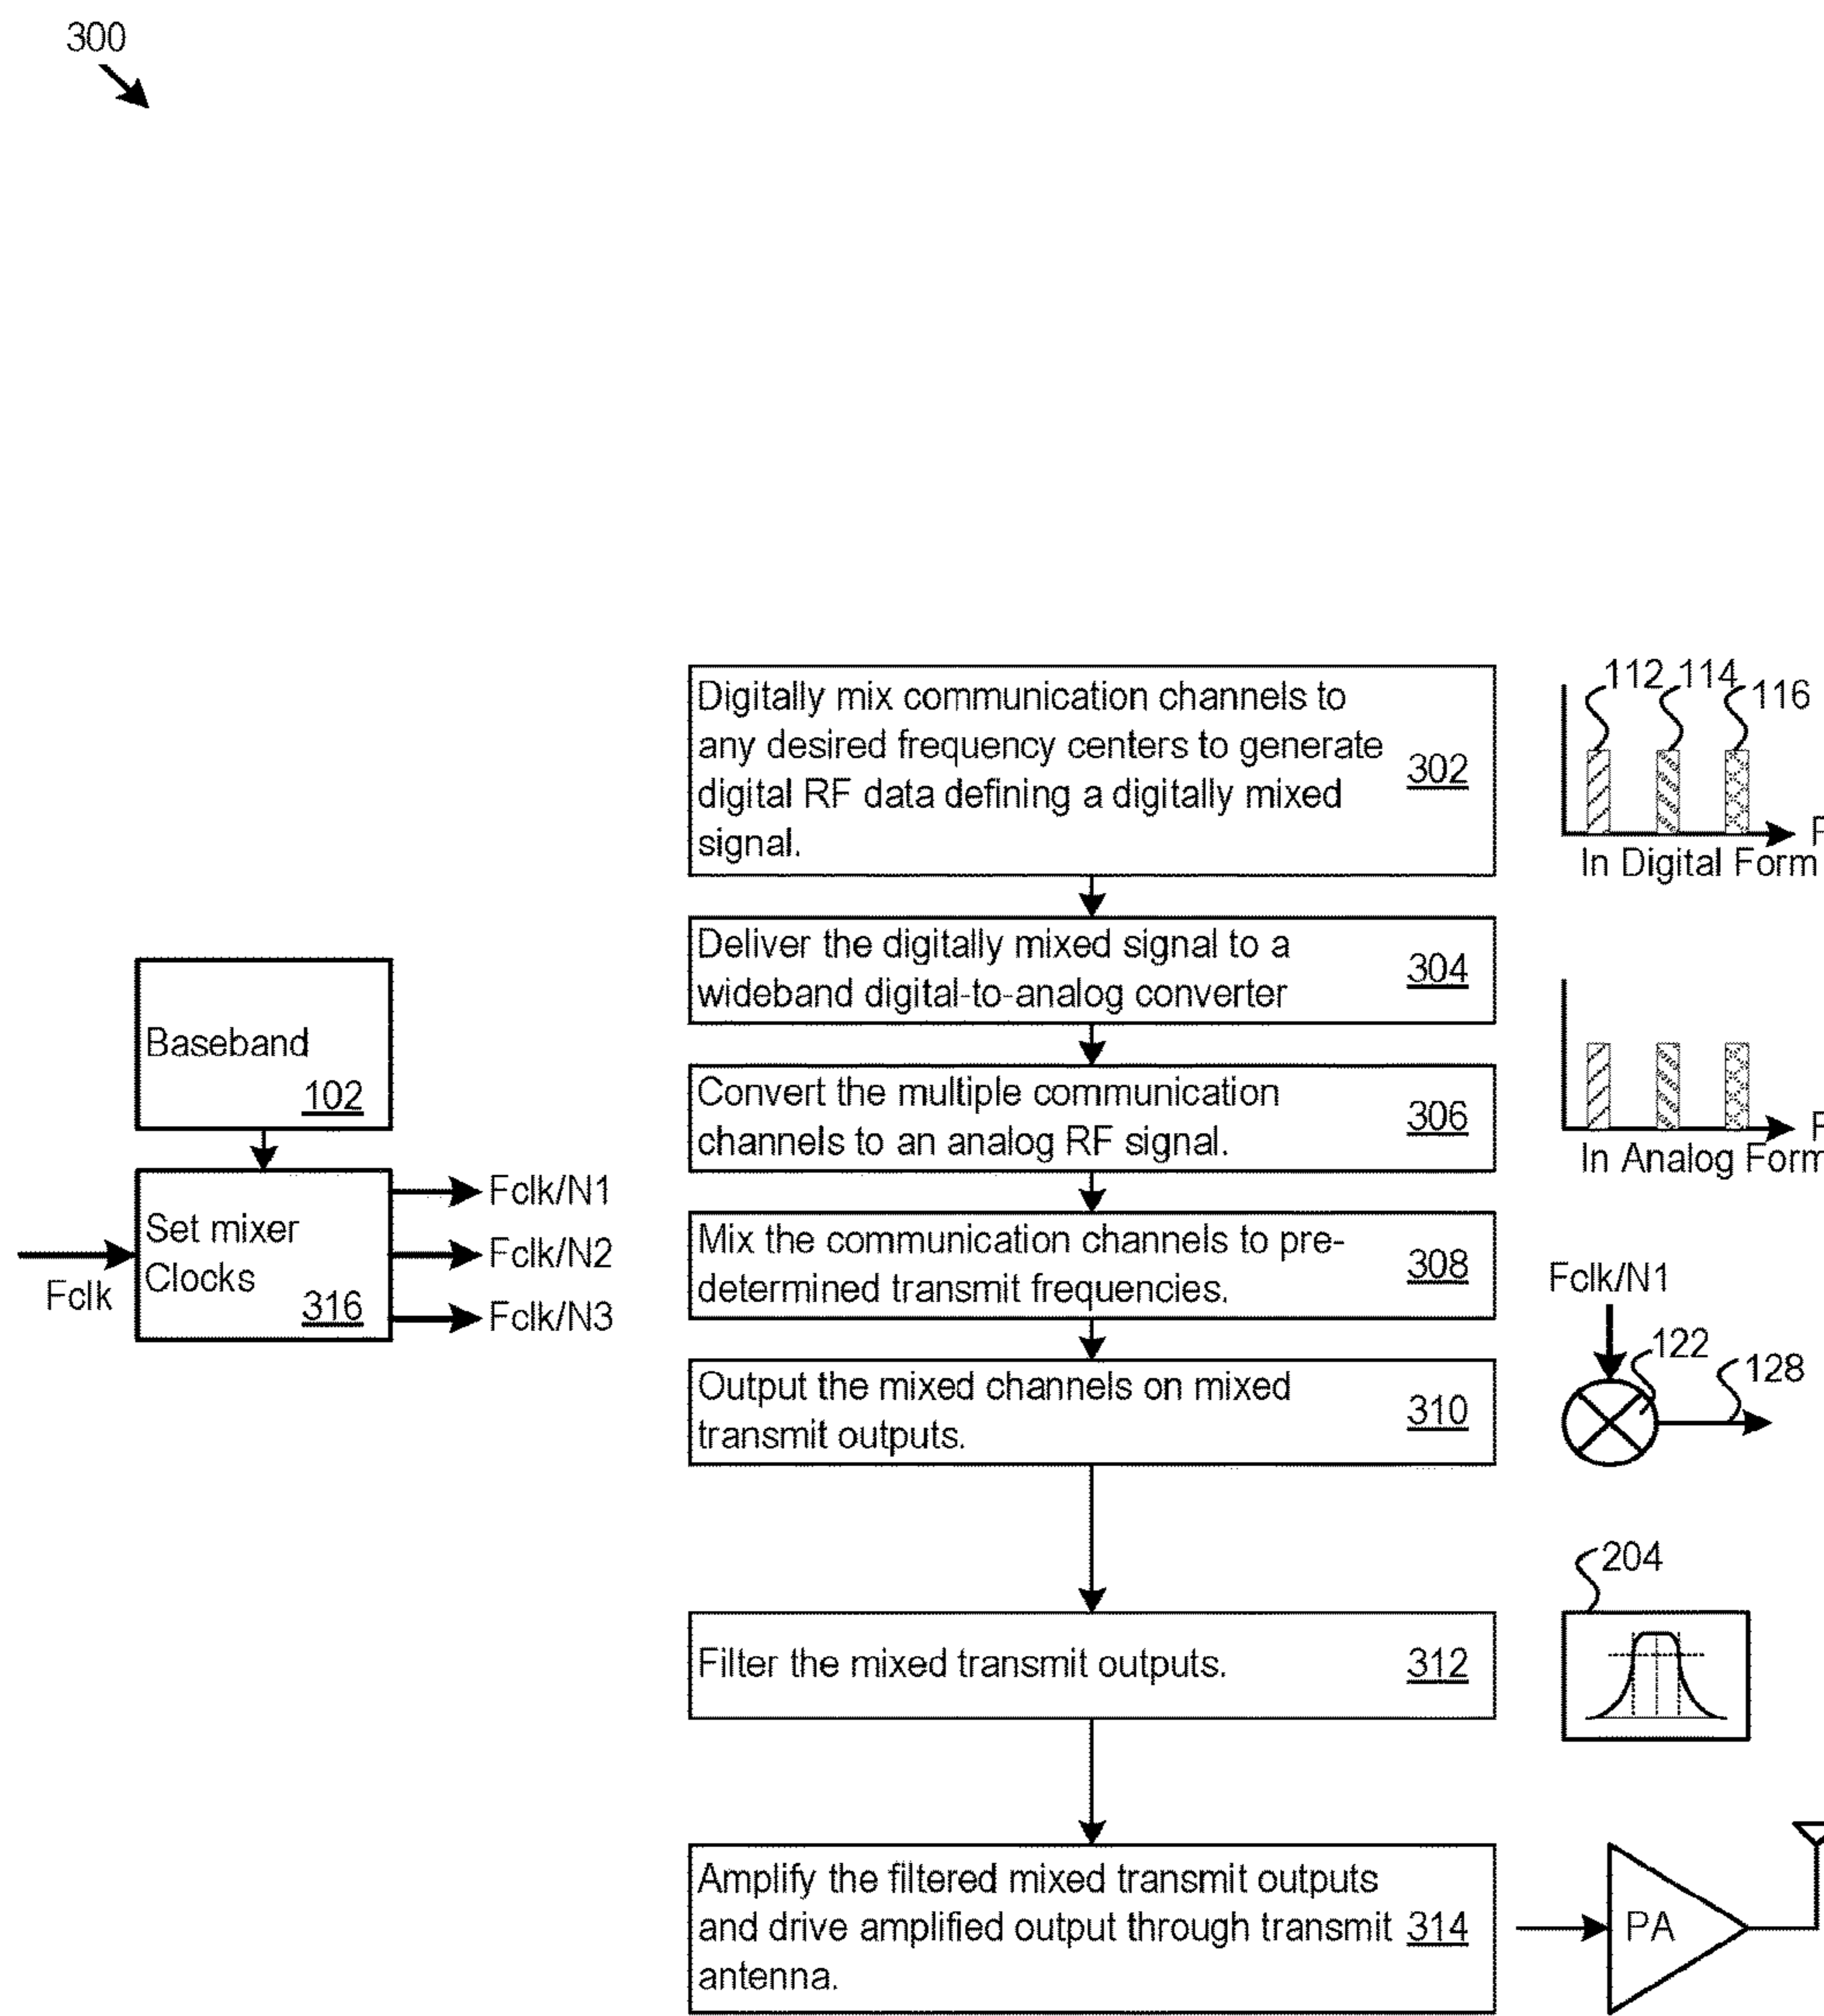 300
Digitally mix communication channels to
any desired frequency centers to generate
digital RF data defining a digitally mixed
signal.
302
112
114
116
F
In Digital Form
Deliver the digitally mixed signal to a
wideband digital-to-analog converter
304
Baseband
102
Convert the multiple communication
channels to an analog RF signal.
306
F
In Analog Form
Set mixer
Clocks
316
Fclk
Fclk/N1
Fclk/N2
Fclk/N3
Mix the communication channels to pre-
determined transmit frequencies.
308
Fclk/N1
122
128
Output the mixed channels on mixed
transmit outputs.
310
204
Filter the mixed transmit outputs.
312
Amplify the filtered mixed transmit outputs
and drive amplified output through transmit
antenna.
314
PA